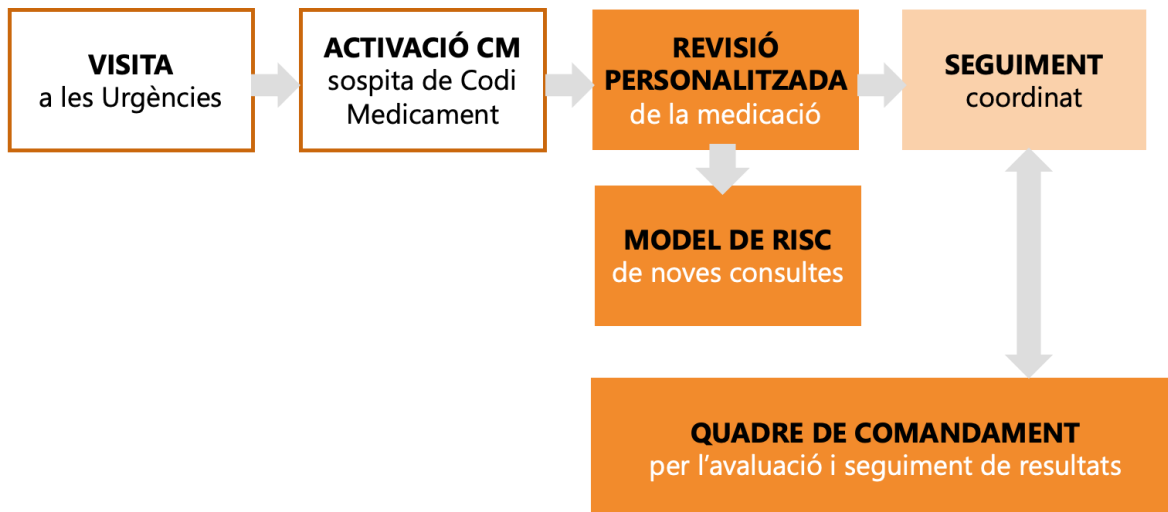 VISITA
a les Urgències
ACTIVACIÓ CM
sospita de Codi
Medicament
REVISIÓ
PERSONALITZADA
de la medicació
SEGUIMENT
coordinat
MODEL DE RISC
de noves consultes
QUADRE DE COMANDAMENT
per l’avaluació i seguiment de resultats